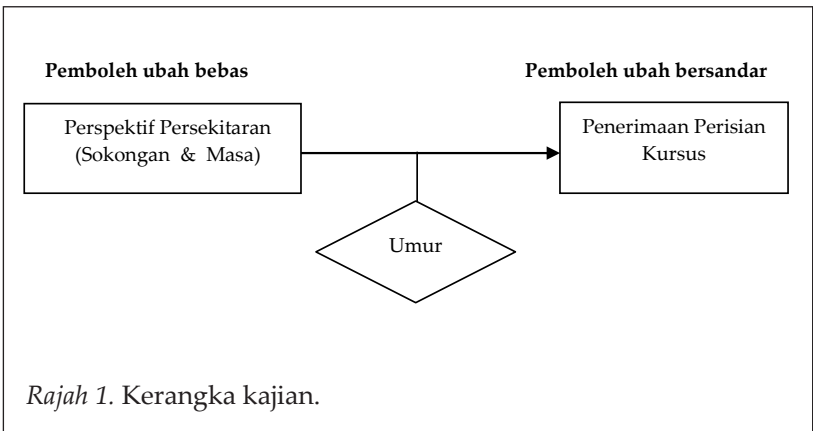 Pemboleh ubah bebas
Pemboleh ubah bersandar
Perspektif Persekitaran
(Sokongan & Masa)
Penerimaan Perisian
Kursus
Umur
Rajah 1. Kerangka kajian.